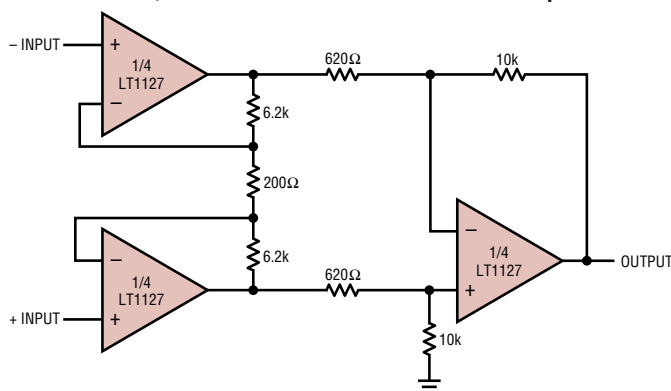 – INPUT
+
1/4
LT1127
–
620Ω
10k
6.2k
200Ω
–
1/4
LT1127
+
+ INPUT
6.2k
620Ω
–
1/4
LT1127
+
OUTPUT
10k